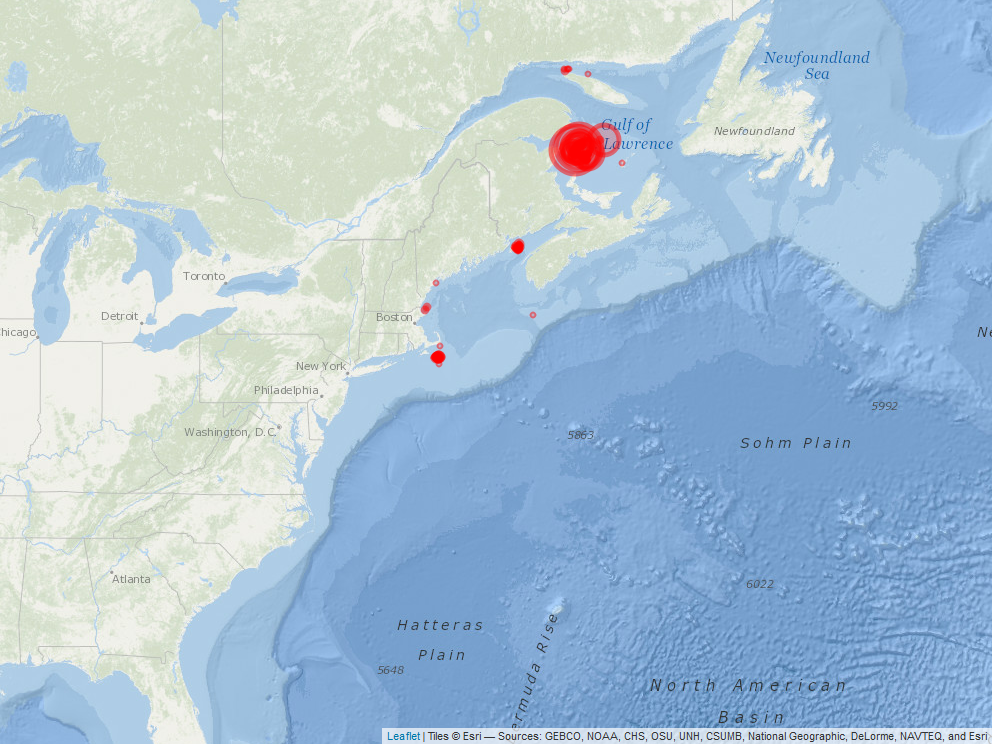 Newfoundland
Sea
Gulf of
Lawrence
Newfoundland
Toronto
Detroit
hicago
Boston
New York
Philadelphia
Washington, D.C.
5992
5863
Sohm Plain
Atlanta
6022
Hatteras
Plain
5648
ermuda Rise
North American
Basin
Leaflet | Tiles © Esri — Sources: GEBCO, NOAA, CHS, OSU, UNH, CSUMB, National Geographic, DeLorme, NAVTEQ, and Esri